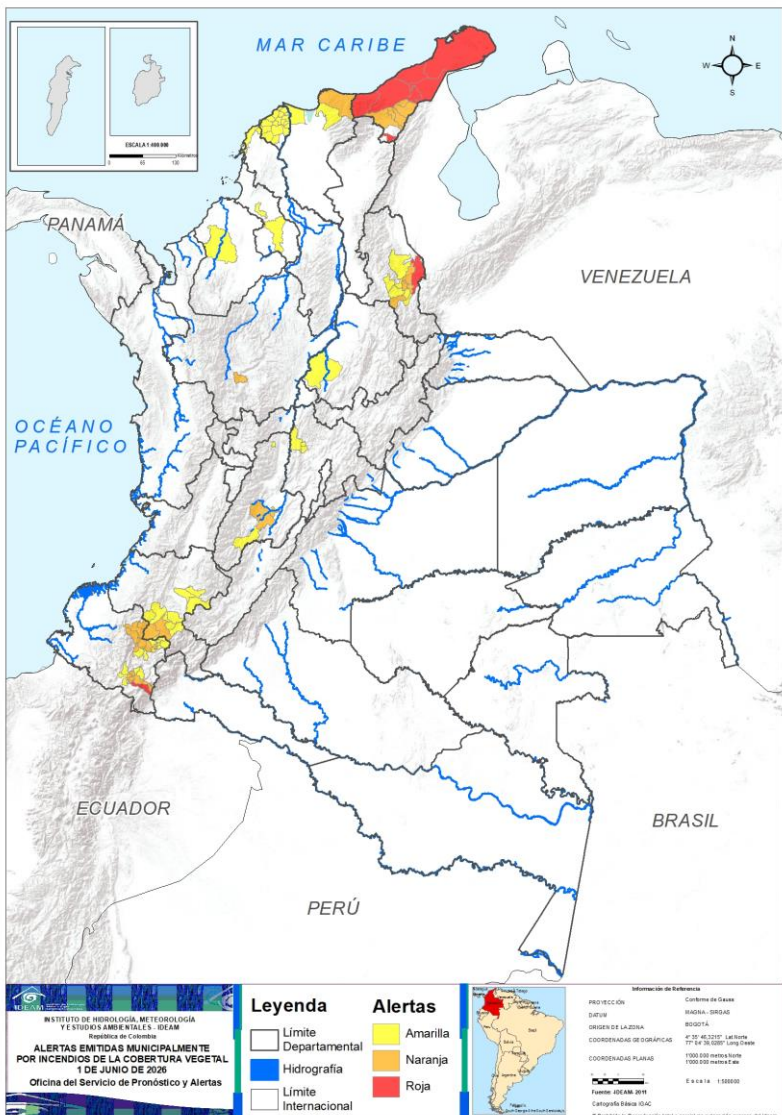 MAR CARIBE
N
W
E
S
ESCALA 1:400.000
PANAMÁ
VENEZUELA
OCÉANO
PACÍFICO
ECUADOR
BRASIL
PERÚ
IDEAM
INSTITUTO DE HIDROLOGÍA, METEOROLOGÍA
Y ESTUDIOS AMBIENTALES - IDEAM
República de Colombia
ALERTAS EMITIDAS MUNICIPALMENTE
POR INCENDIOS DE LA COBERTURA VEGETAL
1 DE JUNIO DE 2026
Oficina del Servicio de Pronóstico y Alertas
Leyenda
Límite
Departamental
Hidrografía
Límite
Internacional
Alertas
Amarilla
Naranja
Roja
Información de Referencia
PROYECCIÓN Conforme de Gauss
DATUM MAGNA - SIRGAS
ORIGEN DE LA ZONA BOGOTÁ
COORDENADAS GEOGRÁFICAS
COORDENADAS PLANAS 1'000.000 metros Norte
1'000.000 metros Este
Escala 1:500000
Fuente: IDEAM 2011
Cartografía Básica IGAC